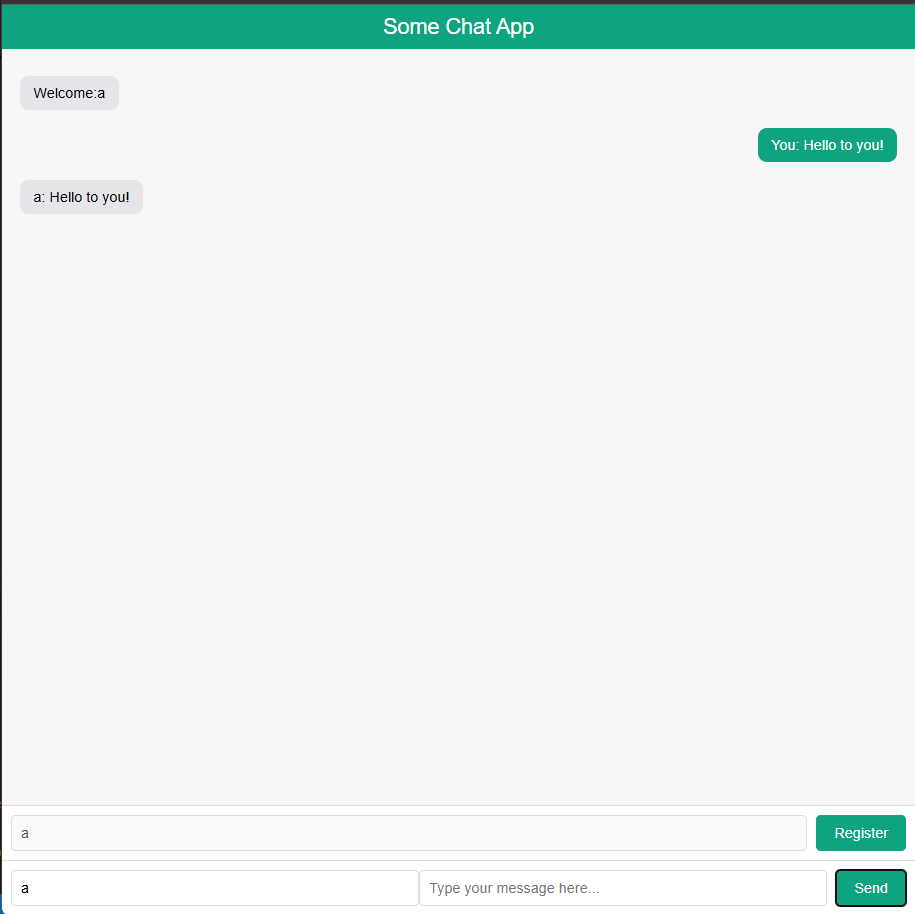 Some Chat App
Welcome:a
You: Hello to you!
a: Hello to you!
a
Register
a
Type your message here...
Send